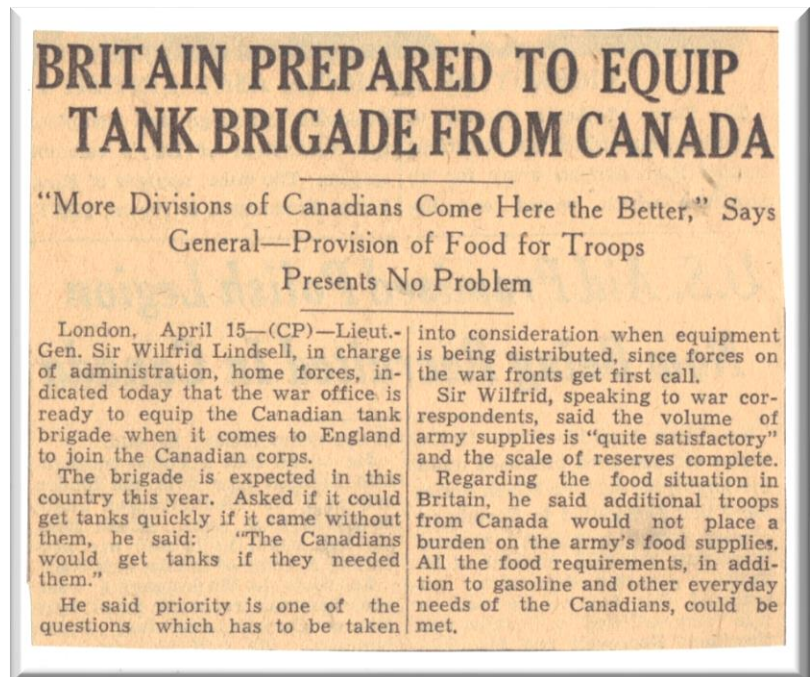 BRITAIN PREPARED TO EQUIP
TANK BRIGADE FROM CANADA
"More Divisions of Canadians Come Here the Better," Says
General—Provision of Food for Troops
Presents No Problem
London, April 15—(CP)—Lieut.-
Gen. Sir Wilfrid Lindsell, in charge
of administration, home forces, in-
dicated today that the war office is
ready to equip the Canadian tank
brigade when it comes to England
to join the Canadian corps.
The brigade is expected in this
country this year. Asked if it could
get tanks quickly if it came without
them, he said: "The Canadians
would get tanks if they needed
them."
He said priority is one of the
questions which has to be taken
into consideration when equipment
is being distributed, since forces on
the war fronts get first call.
Sir Wilfrid, speaking to war cor-
respondents, said the volume of
army supplies is "quite satisfactory"
and the scale of reserves complete.
Regarding the food situation in
Britain, he said additional troops
from Canada would not place a
burden on the army's food supplies.
All the food requirements, in addi-
tion to gasoline and other everyday
needs of the Canadians, could be
met.